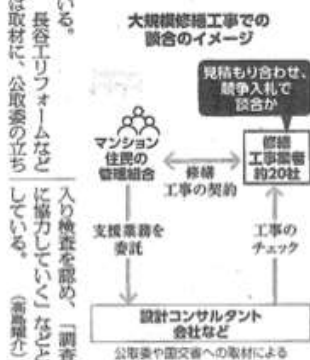 いる。
長谷工リフォームなど
は取材に、公取委の立ち
入り検査を認め、「調査
に協力していく」などと
している。
(高島曜介)
大規模修繕工事での
談合のイメージ
見積もり合わせ、
競争入札で
談合か
マンション
住民の
管理組合
修繕
工事の契約
修繕
工事業者
約20社
支援業務を
委託
工事の
チェック
設計コンサルタント
会社など
公取委や国交省への取材による